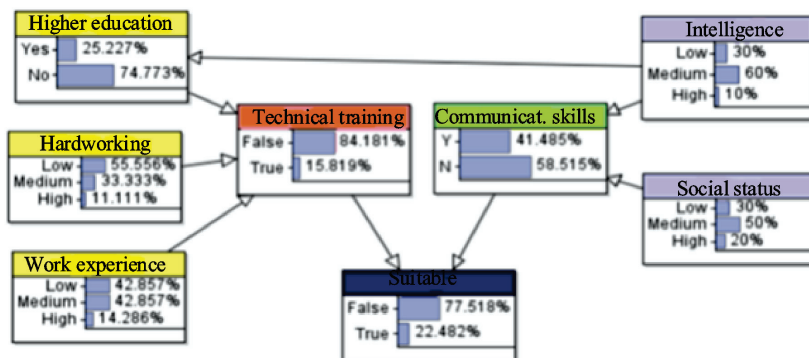 Higher education
Yes 25.227%
No 74.773%
Intelligence
Low 30%
Medium 60%
High 10%
Technical training
False 84.181%
True 15.819%
Communicat. skills
Y 41.485%
N 58.515%
Hardworking
Low 55.556%
Medium 33.333%
High 11.111%
Social status
Low 30%
Medium 50%
High 20%
Work experience
Low 42.857%
Medium 42.857%
High 14.286%
Suitable
False 77.518%
True 22.482%